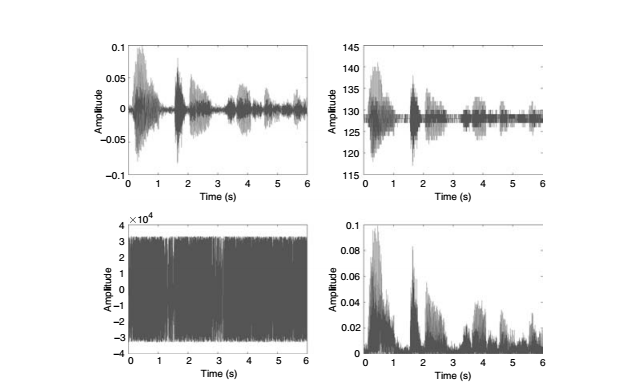 0.1
0.05
0
−0.05
−0.1
Amplitude
0 1 2 3 4 5 6
Time (s)
145
140
135
130
125
120
115
Amplitude
0 1 2 3 4 5 6
Time (s)
×10⁴
4
3
2
1
0
−1
−2
−3
−4
Amplitude
0 1 2 3 4 5 6
Time (s)
0.1
0.08
0.06
0.04
0.02
0
Amplitude
0 1 2 3 4 5 6
Time (s)